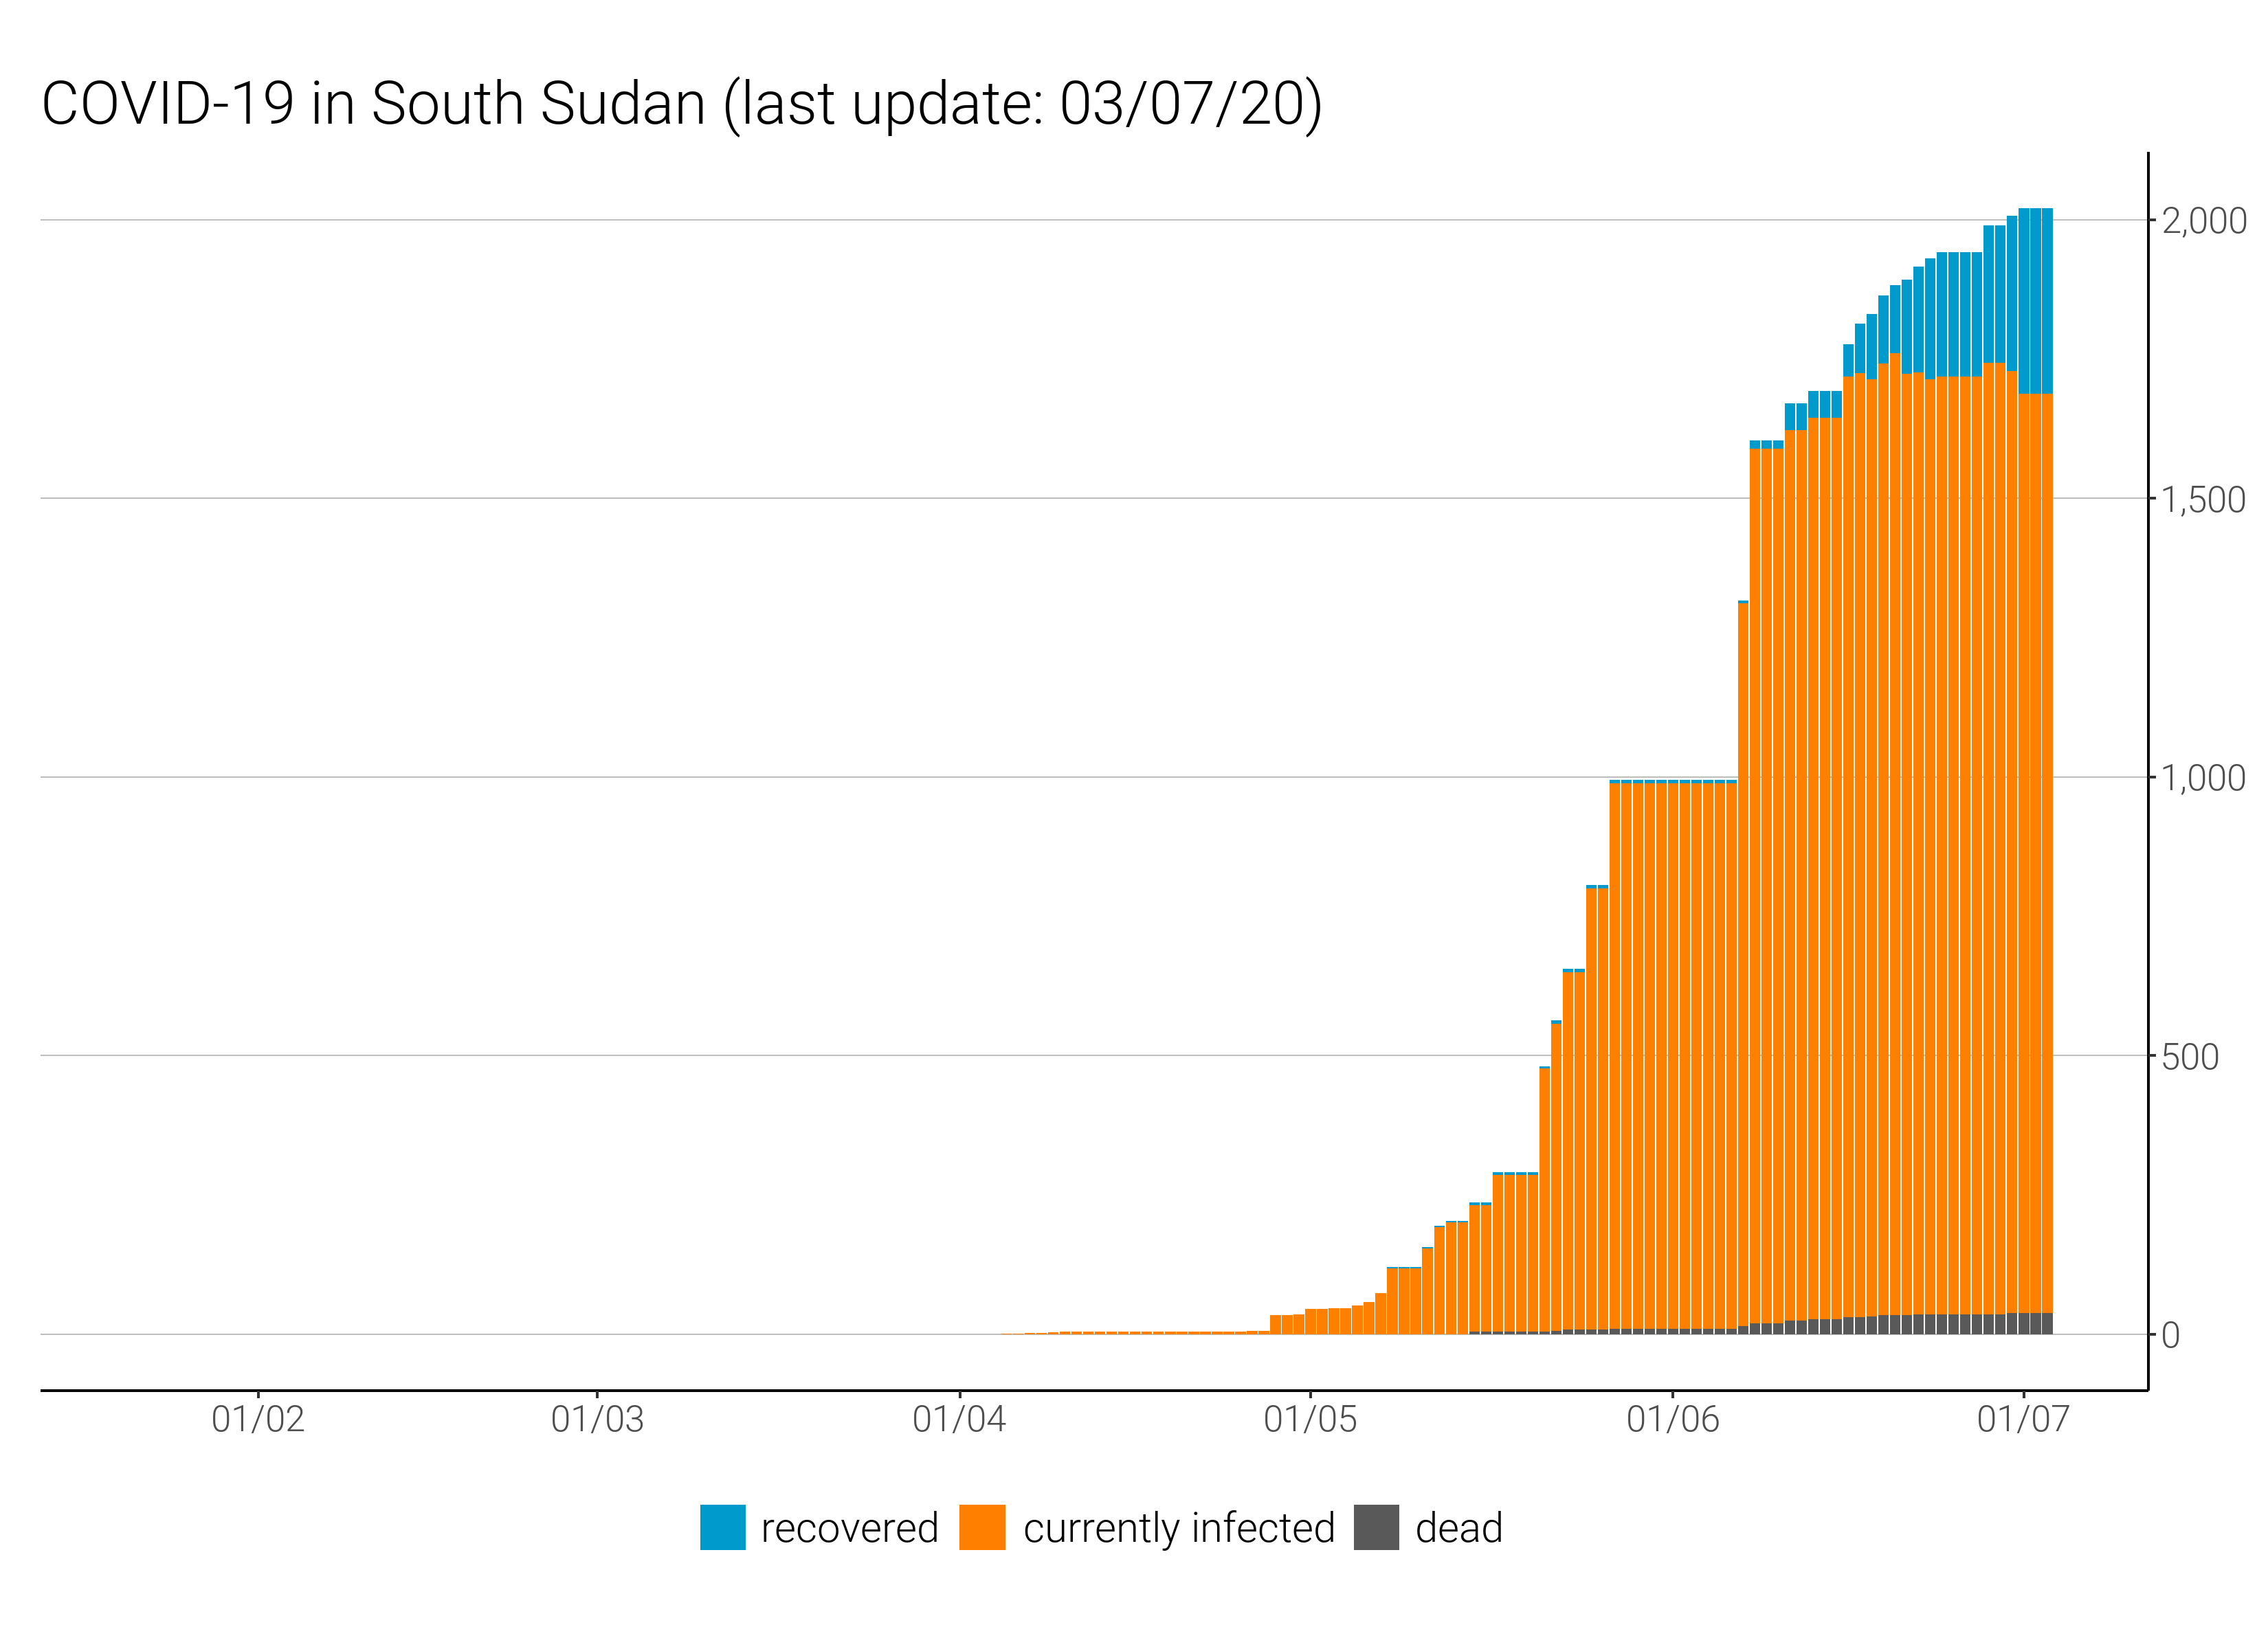 COVID-19 in South Sudan (last update: 03/07/20)
2,000
1,500
1,000
500
0
01/02 01/03 01/04 01/05 01/06 01/07
recovered currently infected dead